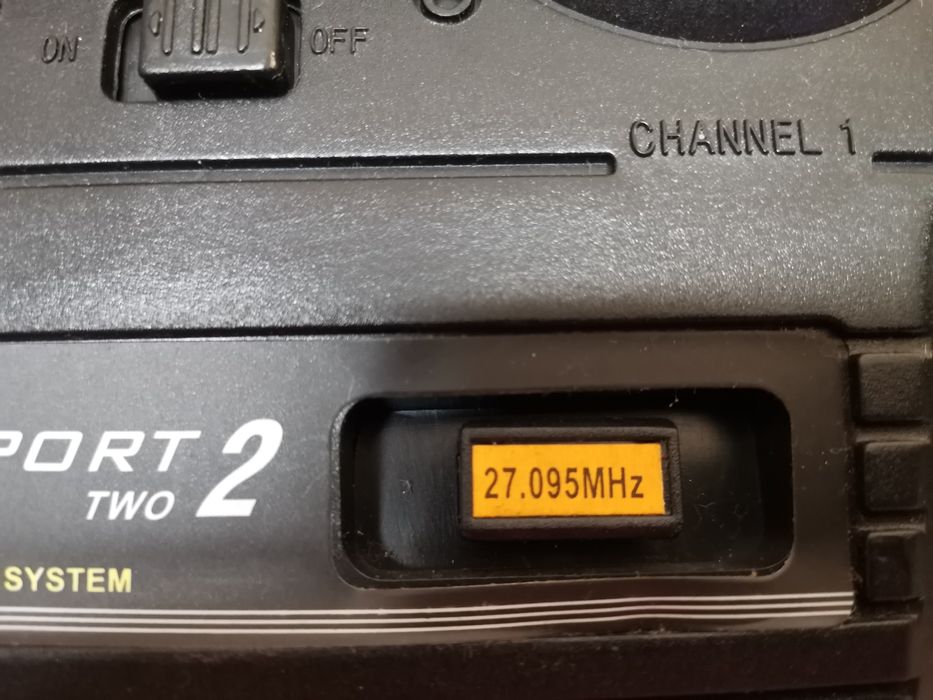 ON OFF
CHANNEL 1
PORT 2
TWO
27.095MHz
SYSTEM